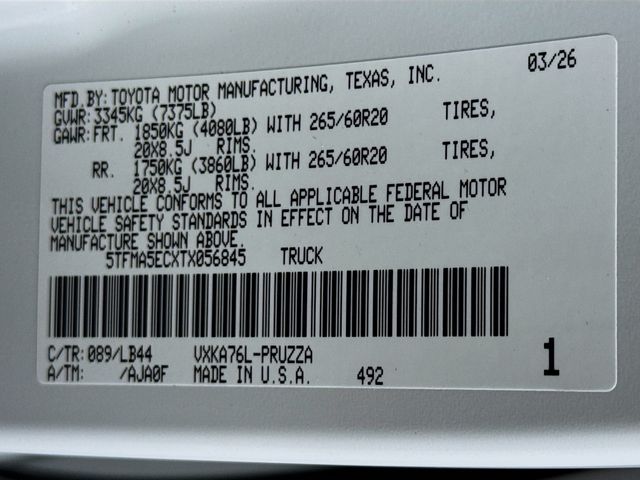 MFD.BY:TOYOTA MOTOR MANUFACTURING, TEXAS, INC. 03/26
GVWR:3345KG (7375LB)
GAWR:FRT. 1850KG (4080LB) WITH 265/60R20 TIRES,
20X8.5J RIMS.
RR. 1750KG (3860LB) WITH 265/60R20 TIRES,
20X8.5J RIMS.
THIS VEHICLE CONFORMS TO ALL APPLICABLE FEDERAL MOTOR
VEHICLE SAFETY STANDARDS IN EFFECT ON THE DATE OF
MANUFACTURE SHOWN ABOVE.
5TFMA5ECXTX056845 TRUCK
C/TR:089/LB44 VXKA76L-PRUZZA
A/TM: /AJA0F MADE IN U.S.A. 492 1